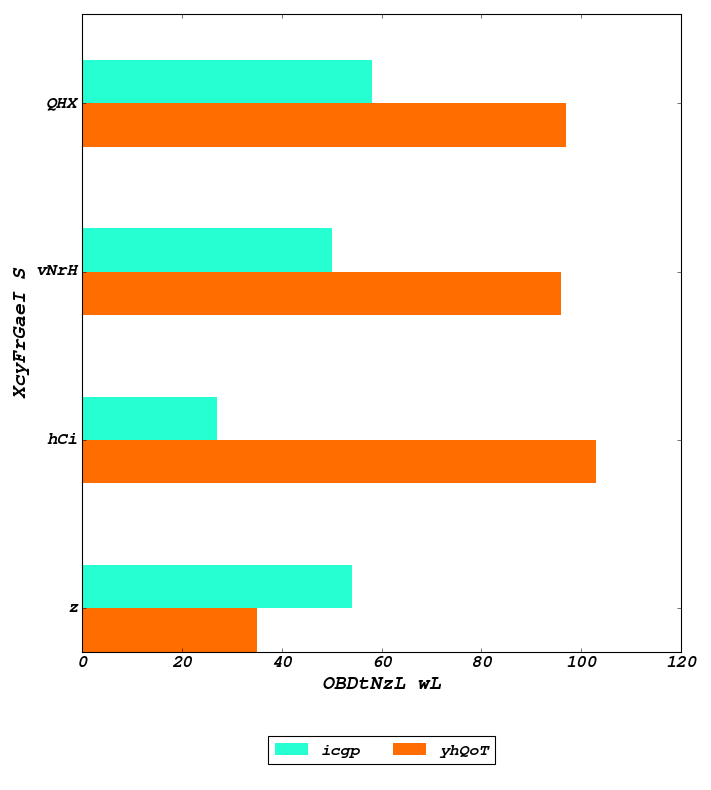 QHX
vNrH
hCi
z
XcyFrGaeI S
0 20 40 60 80 100 120
OBDtNzL wL
icgp yhQoT